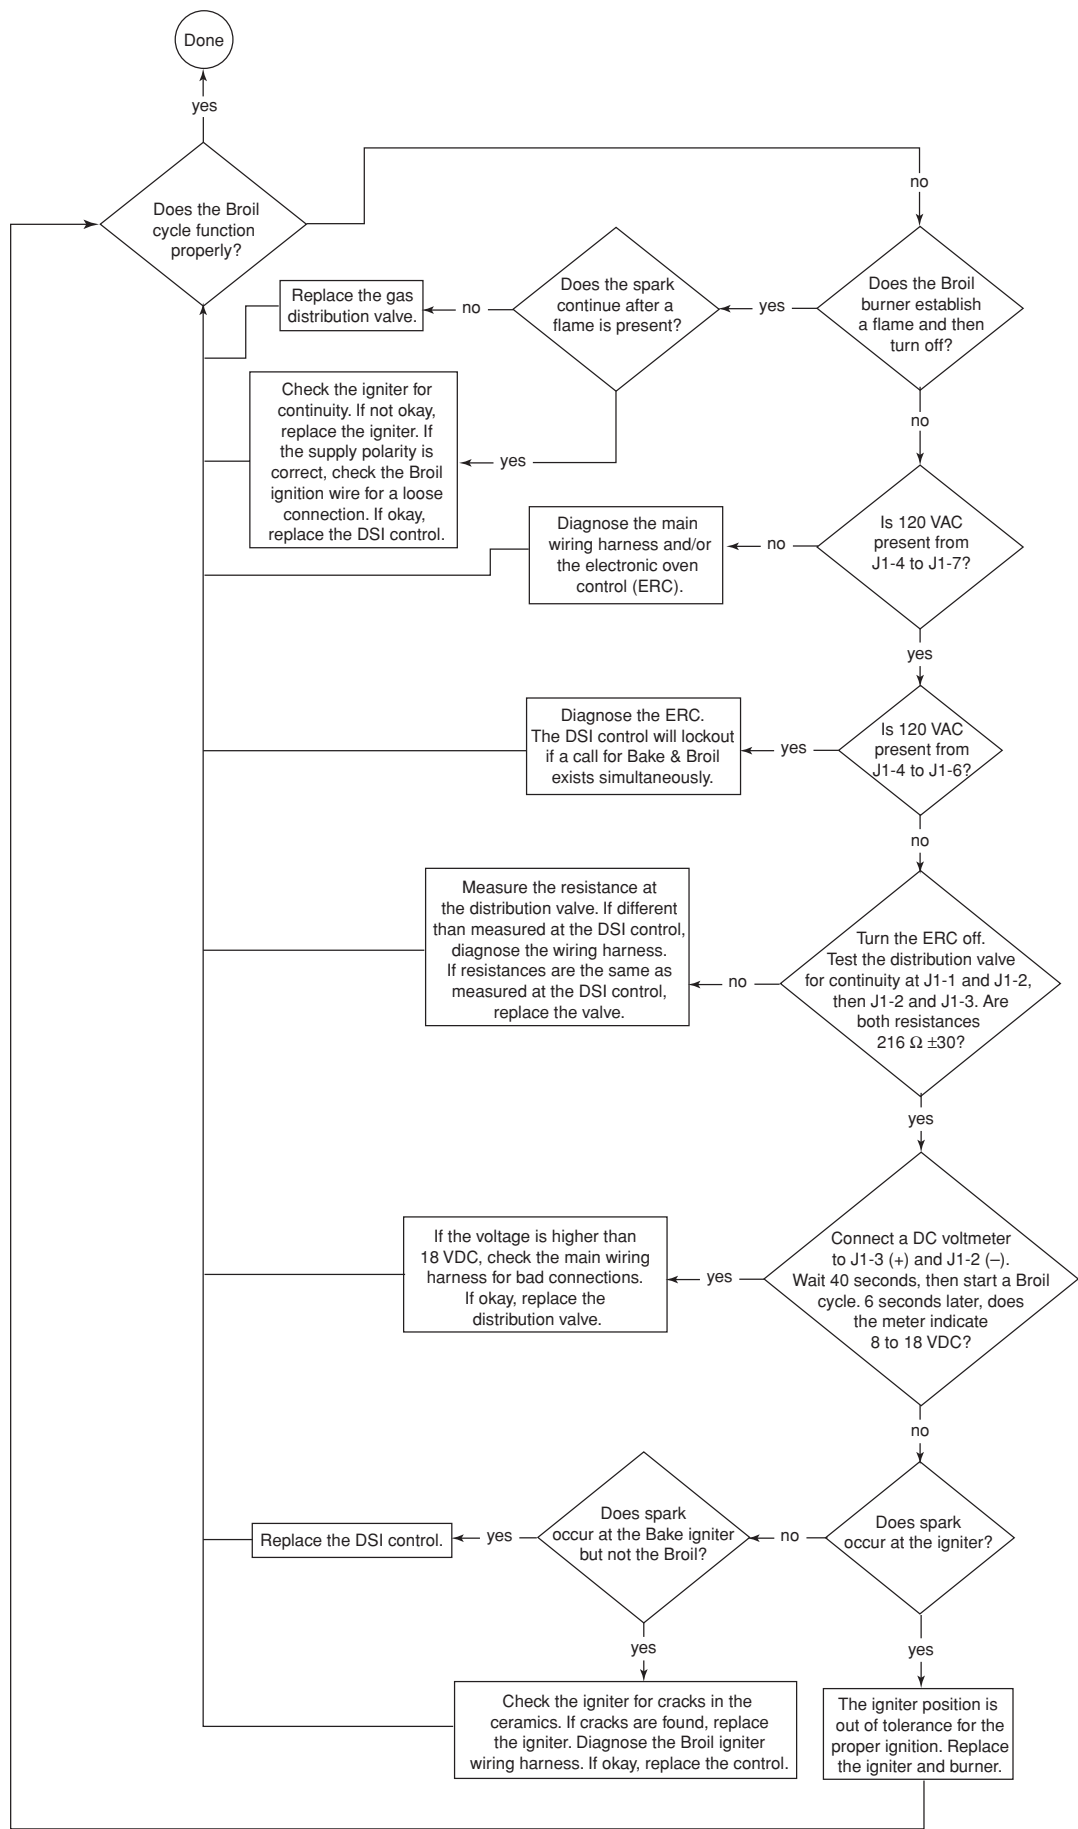 Done
yes
Does the Broil
cycle function
properly?
no
Does the Broil
burner establish
a flame and then
turn off?
yes
Does the spark
continue after a
flame is present?
no
Replace the gas
distribution valve.
yes
Check the igniter for
continuity. If not okay,
replace the igniter. If
the supply polarity is
correct, check the Broil
ignition wire for a loose
connection. If okay,
replace the DSI control.
no
Is 120 VAC
present from
J1-4 to J1-7?
no
Diagnose the main
wiring harness and/or
the electronic oven
control (ERC).
yes
Is 120 VAC
present from
J1-4 to J1-6?
yes
Diagnose the ERC.
The DSI control will lockout
if a call for Bake & Broil
exists simultaneously.
no
Turn the ERC off.
Test the distribution valve
for continuity at J1-1 and J1-2,
then J1-2 and J1-3. Are
both resistances
216 Ω ±30?
no
Measure the resistance at
the distribution valve. If different
than measured at the DSI control,
diagnose the wiring harness.
If resistances are the same as
measured at the DSI control,
replace the valve.
yes
Connect a DC voltmeter
to J1-3 (+) and J1-2 (–).
Wait 40 seconds, then start a Broil
cycle. 6 seconds later, does
the meter indicate
8 to 18 VDC?
yes
If the voltage is higher than
18 VDC, check the main wiring
harness for bad connections.
If okay, replace the
distribution valve.
no
Does spark
occur at the igniter?
no
Does spark
occur at the Bake igniter
but not the Broil?
yes
Replace the DSI control.
yes
Check the igniter for cracks in the
ceramics. If cracks are found, replace
the igniter. Diagnose the Broil igniter
wiring harness. If okay, replace the control.
yes
The igniter position is
out of tolerance for the
proper ignition. Replace
the igniter and burner.